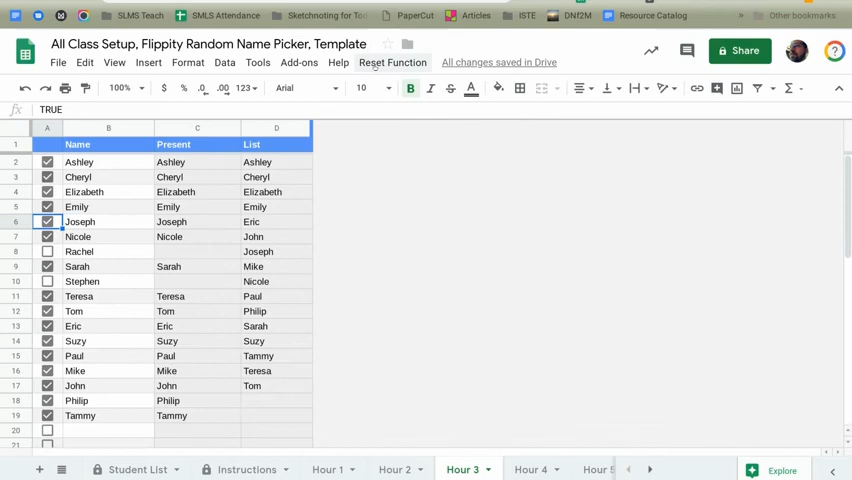 SLMS Teach SMLS Attendance Sketchnoting for Too PaperCut Articles ISTE DNf2M Resource Catalog » Other bookmarks
All Class Setup, Flippity Random Name Picker, Template
Share
File Edit View Insert Format Data Tools Add-ons Help Reset Function All changes saved in Drive
100% $ % .0 .00 123 Arial 10 B I S A Σ
fx TRUE
A B C D
1 Name Present List
2 Ashley Ashley Ashley
3 Cheryl Cheryl Cheryl
4 Elizabeth Elizabeth Elizabeth
5 Emily Emily Emily
6 Joseph Joseph Eric
7 Nicole Nicole John
8 Rachel Joseph
9 Sarah Sarah Mike
10 Stephen Nicole
11 Teresa Teresa Paul
12 Tom Tom Philip
13 Eric Eric Sarah
14 Suzy Suzy Suzy
15 Paul Paul Tammy
16 Mike Mike Teresa
17 John John Tom
18 Philip Philip
19 Tammy Tammy
20
21
+ Student List Instructions Hour 1 Hour 2 Hour 3 Hour 4 Hour 5 Explore